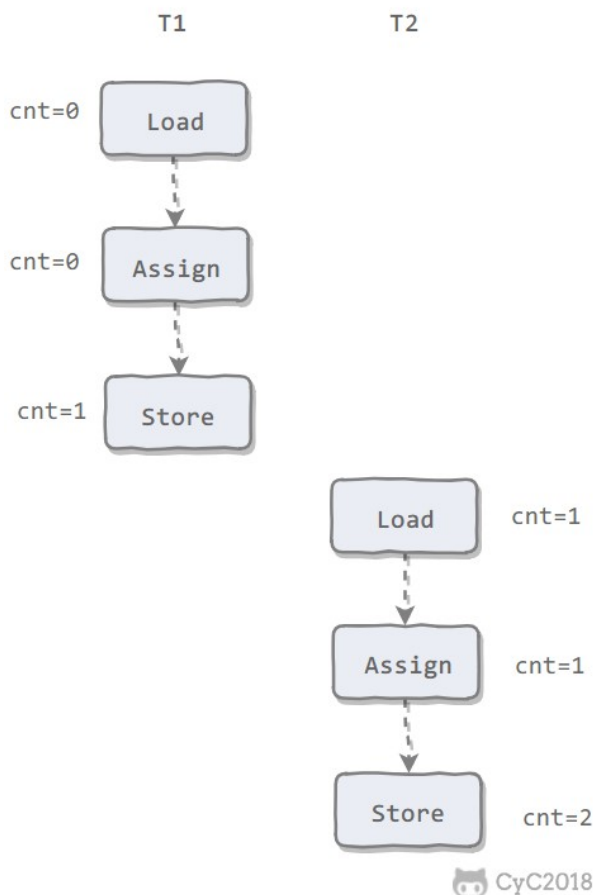 T1 T2
cnt=0 Load
cnt=0 Assign
cnt=1 Store
Load cnt=1
Assign cnt=1
Store cnt=2
CyC2018